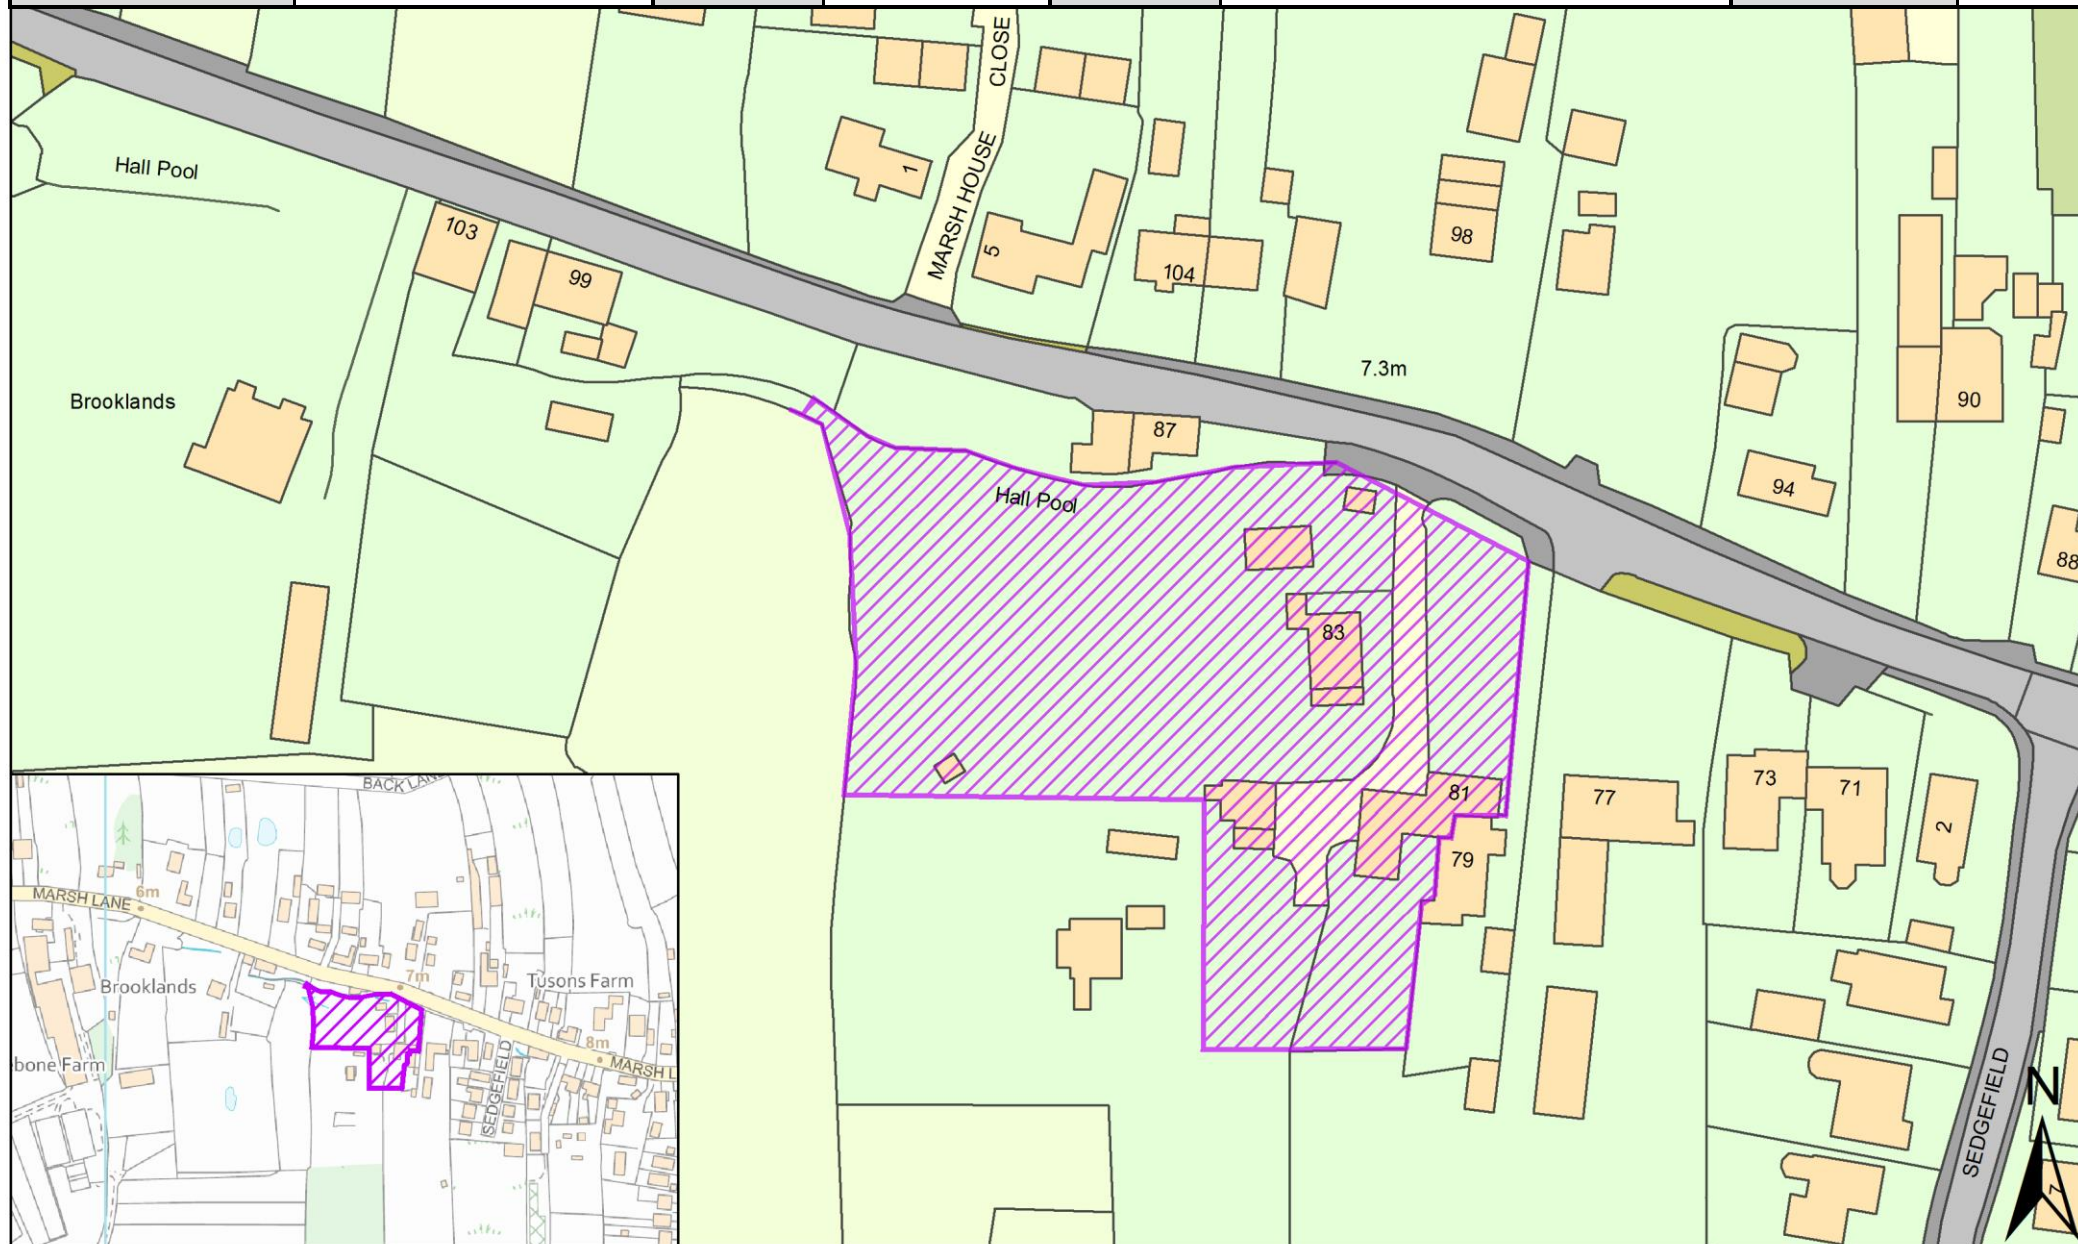 CLOSE
MARSH HOUSE
Hall Pool
103
99
1
5
104
98
7.3m
Brooklands
87
90
94
88
Hall Pool
83
81
79
77
73
71
2
SEDGEFIELD
N
7
BACK LAN
MARSH LANE
6m
7m
Brooklands
Tusons Farm
8m
MARSH L
bone Farm
SEDGEFIELD